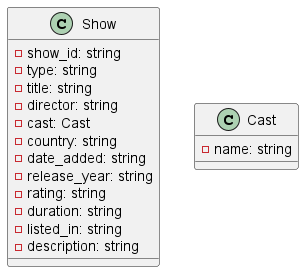 C Show
show_id: string
type: string
title: string
director: string
cast: Cast
country: string
date_added: string
release_year: string
rating: string
duration: string
listed_in: string
description: string
C Cast
name: string